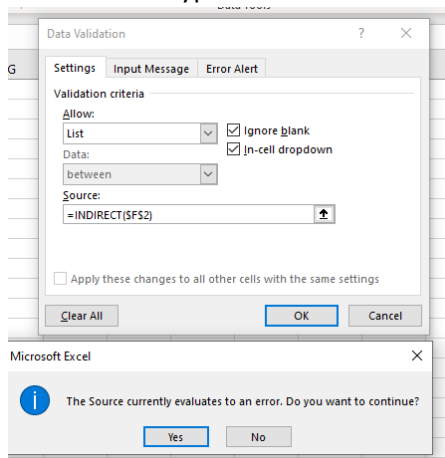 Data Tools
Data Validation ? ×
G
Settings Input Message Error Alert
Validation criteria
Allow:
List
Ignore blank
Data:
In-cell dropdown
between
Source:
=INDIRECT($F$2)
Apply these changes to all other cells with the same settings
Clear All OK Cancel
Microsoft Excel ×
The Source currently evaluates to an error. Do you want to continue?
Yes No